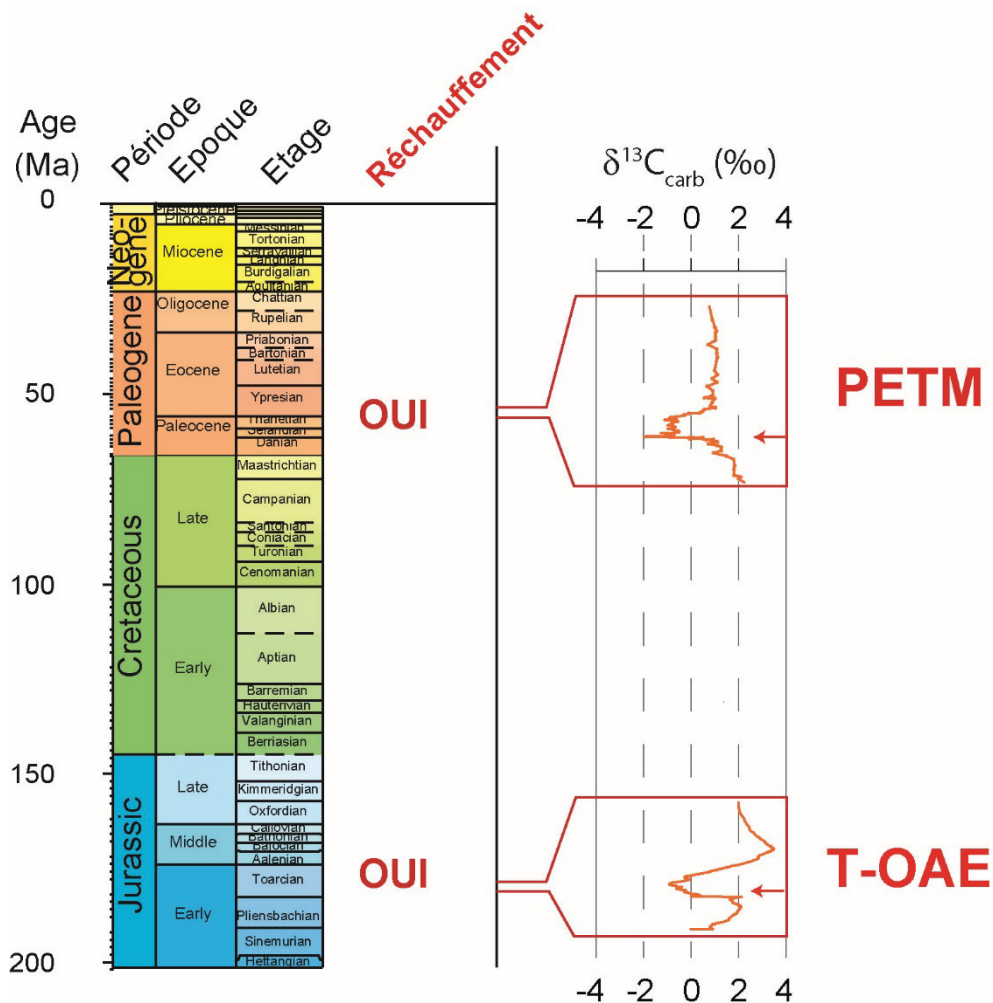 Age
(Ma)
Période
Epoque
Etage
Réchauffement
δ13Ccarb (‰)
-4 -2 0 2 4
0
50
100
150
200
Neo-
gene
Paleogene
Cretaceous
Jurassic
Pleistocene
Pliocene
Miocene
Oligocene
Eocene
Paleocene
Late
Early
Late
Middle
Early
Messinian
Tortonian
Serravallian
Langhian
Burdigalian
Aquitanian
Chattian
Rupelian
Priabonian
Bartonian
Lutetian
Ypresian
Thanetian
Selandian
Danian
Maastrichtian
Campanian
Santonian
Coniacian
Turonian
Cenomanian
Albian
Aptian
Barremian
Hauterivian
Valanginian
Berriasian
Tithonian
Kimmeridgian
Oxfordian
Callovian
Bathonian
Bajocian
Aalenian
Toarcian
Pliensbachian
Sinemurian
Hettangian
OUI
PETM
OUI
T-OAE
-4 -2 0 2 4